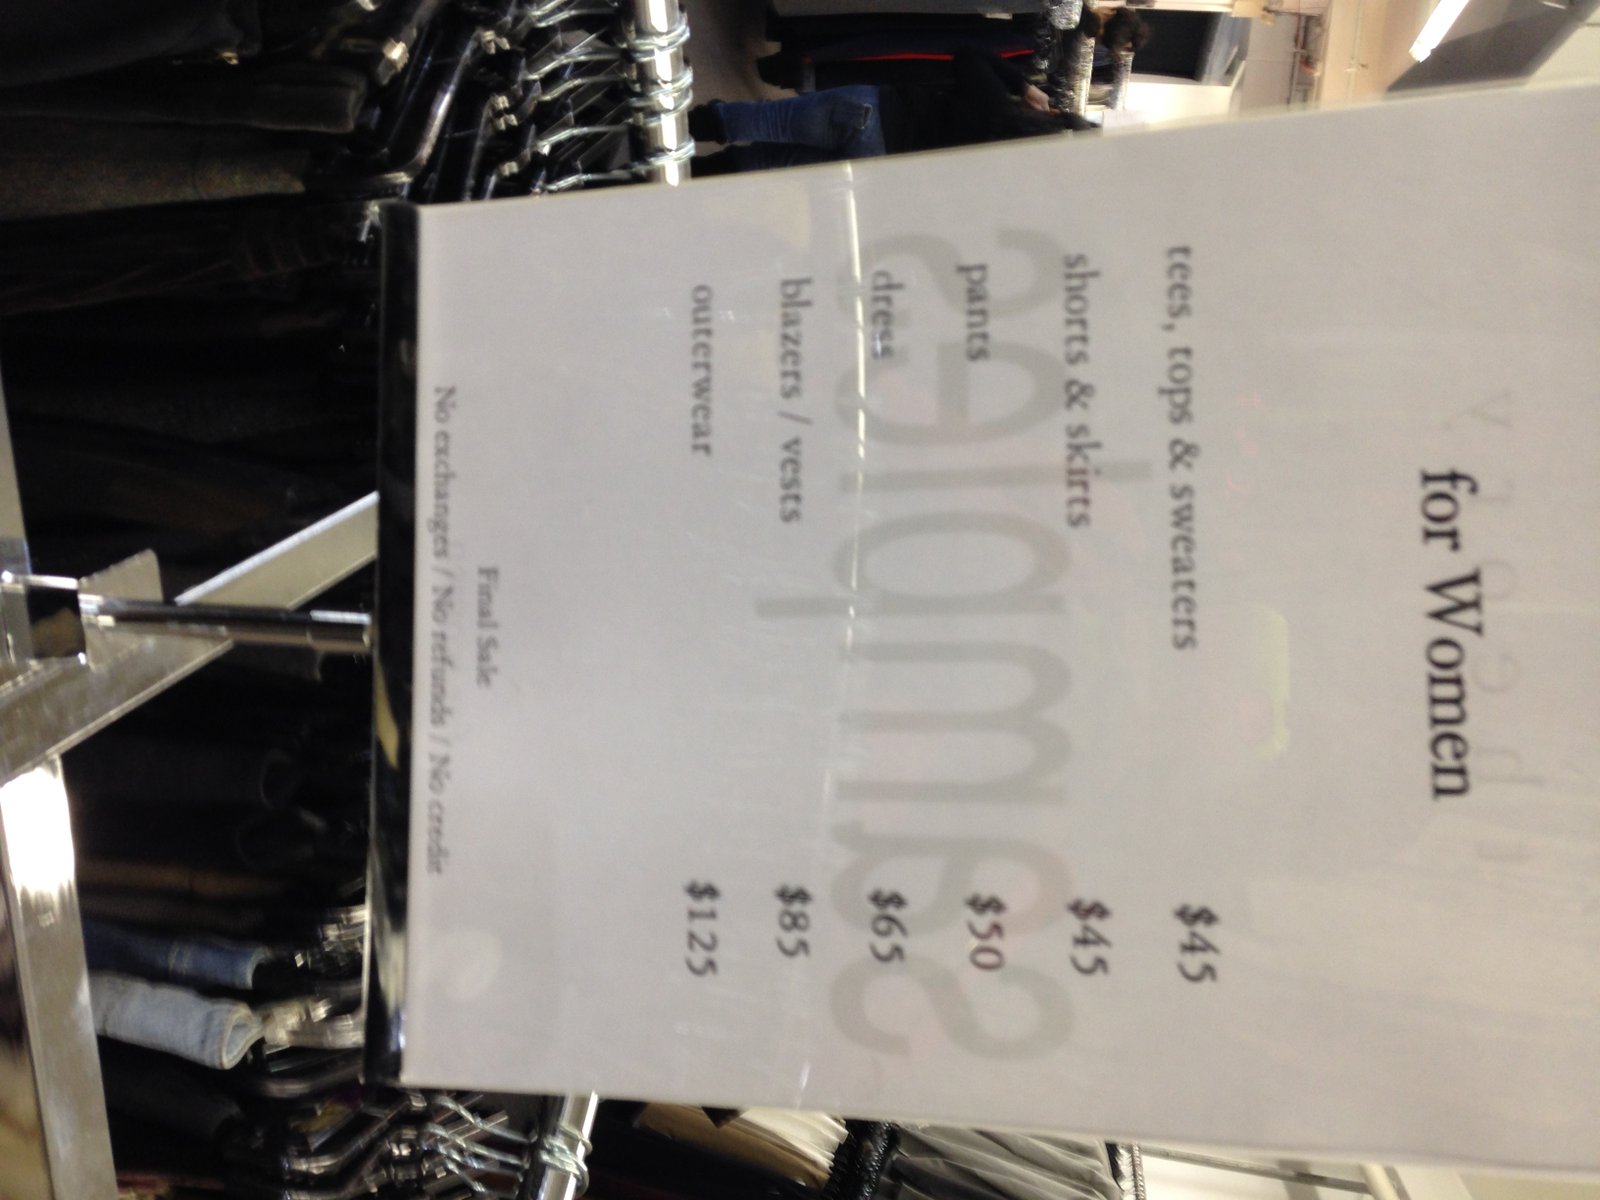 for Women
tees, tops & sweaters $45
shorts & skirts $45
pants $50
dress $65
blazers / vests $85
outerwear $125
Final Sale
No exchanges / No refunds / No credit
samples